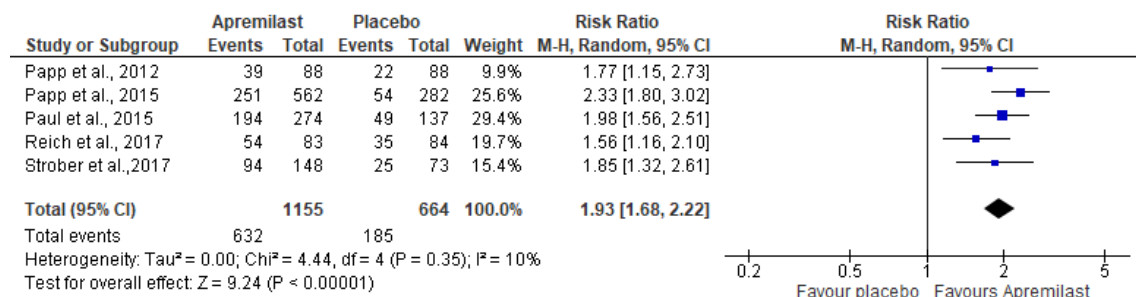 Apremilast Placebo Risk Ratio Risk Ratio
Study or Subgroup Events Total Events Total Weight M-H, Random, 95% CI M-H, Random, 95% CI
Papp et al., 2012 39 88 22 88 9.9% 1.77 [1.15, 2.73]
Papp et al., 2015 251 562 54 282 25.6% 2.33 [1.80, 3.02]
Paul et al., 2015 194 274 49 137 29.4% 1.98 [1.56, 2.51]
Reich et al., 2017 54 83 35 84 19.7% 1.56 [1.16, 2.10]
Strober et al.,2017 94 148 25 73 15.4% 1.85 [1.32, 2.61]
Total (95% CI) 1155 664 100.0% 1.93 [1.68, 2.22]
Total events 632 185
Heterogeneity: Tau² = 0.00; Chi² = 4.44, df = 4 (P = 0.35); I² = 10%
Test for overall effect: Z = 9.24 (P < 0.00001)
0.2 0.5 1 2 5
Favour placebo Favours Apremilast